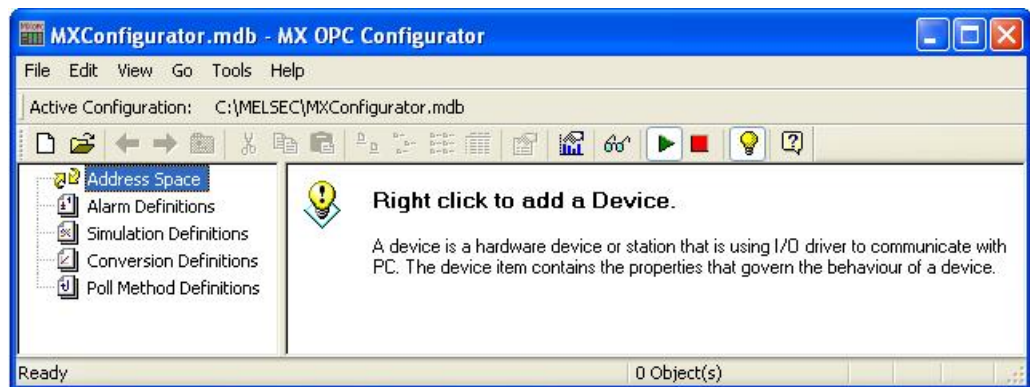 MXConfigurator.mdb - MX OPC Configurator
File Edit View Go Tools Help
Active Configuration: C:\MELSEC\MXConfigurator.mdb
Address Space
Alarm Definitions
Simulation Definitions
Conversion Definitions
Poll Method Definitions
Right click to add a Device.
A device is a hardware device or station that is using I/O driver to communicate with
PC. The device item contains the properties that govern the behaviour of a device.
Ready 0 Object(s)